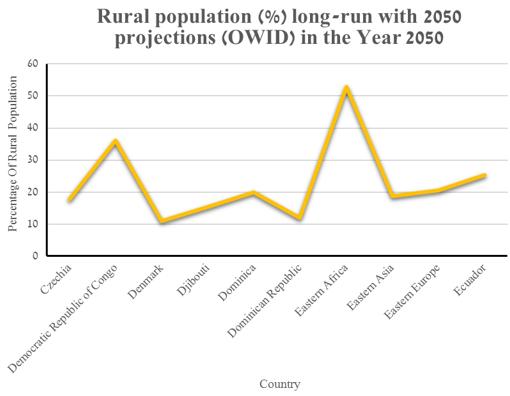 Rural population (%) long-run with 2050
projections (OWID) in the Year 2050
Percentage Of Rural Population
60
50
40
30
20
10
0
Czechia
Democratic Republic of Congo
Denmark
Djibouti
Dominica
Dominican Republic
Eastern Africa
Eastern Asia
Eastern Europe
Ecuador
Country